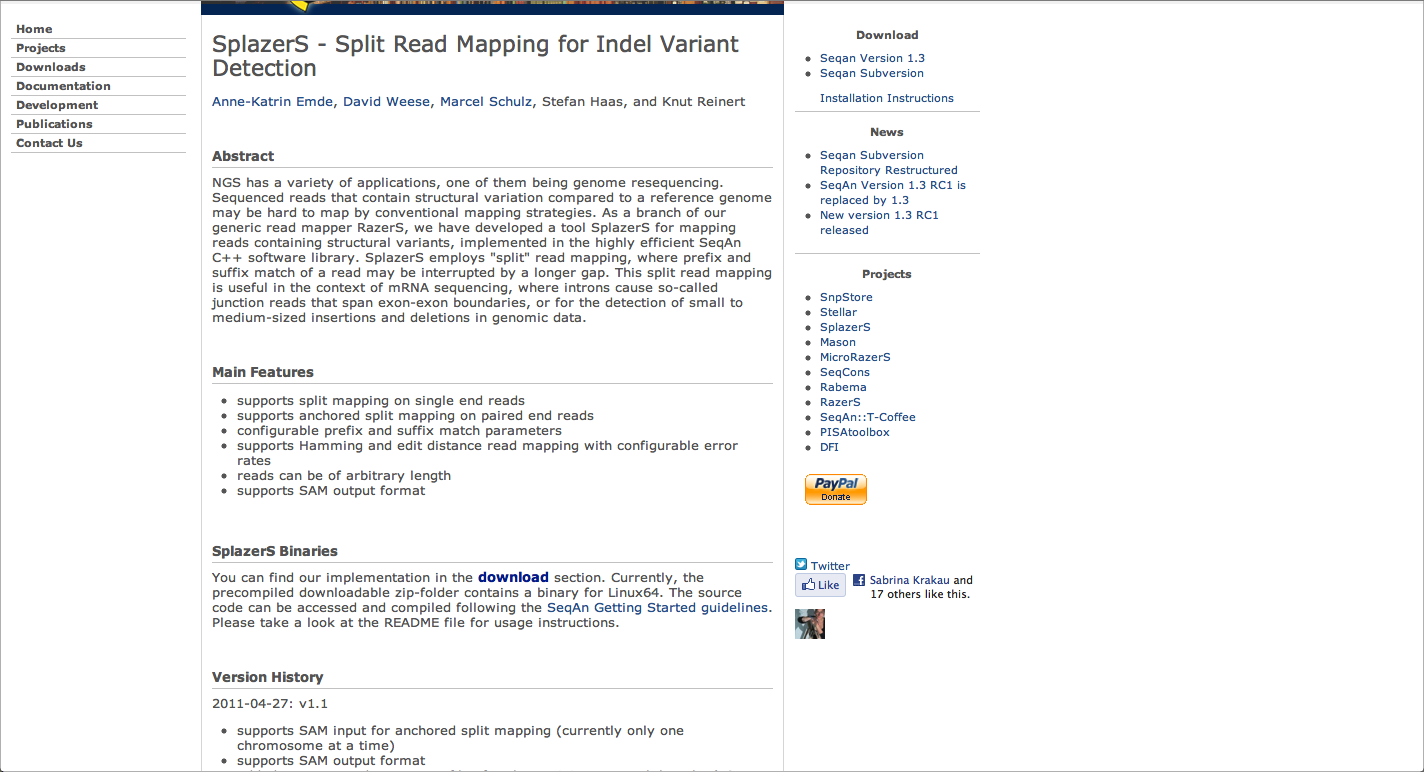 Home
Projects
Downloads
Documentation
Development
Publications
Contact Us
SplazerS - Split Read Mapping for Indel Variant
Detection
Anne-Katrin Emde, David Weese, Marcel Schulz, Stefan Haas, and Knut Reinert
Abstract
NGS has a variety of applications, one of them being genome resequencing.
Sequenced reads that contain structural variation compared to a reference genome
may be hard to map by conventional mapping strategies. As a branch of our
generic read mapper RazerS, we have developed a tool SplazerS for mapping
reads containing structural variants, implemented in the highly efficient SeqAn
C++ software library. SplazerS employs "split" read mapping, where prefix and
suffix match of a read may be interrupted by a longer gap. This split read mapping
is useful in the context of mRNA sequencing, where introns cause so-called
junction reads that span exon-exon boundaries, or for the detection of small to
medium-sized insertions and deletions in genomic data.
Main Features
supports split mapping on single end reads
supports anchored split mapping on paired end reads
configurable prefix and suffix match parameters
supports Hamming and edit distance read mapping with configurable error
rates
reads can be of arbitrary length
supports SAM output format
SplazerS Binaries
You can find our implementation in the download section. Currently, the
precompiled downloadable zip-folder contains a binary for Linux64. The source
code can be accessed and compiled following the SeqAn Getting Started guidelines.
Please take a look at the README file for usage instructions.
Version History
2011-04-27: v1.1
supports SAM input for anchored split mapping (currently only one
chromosome at a time)
supports SAM output format
Download
Seqan Version 1.3
Seqan Subversion
Installation Instructions
News
Seqan Subversion
Repository Restructured
SeqAn Version 1.3 RC1 is
replaced by 1.3
New version 1.3 RC1
released
Projects
SnpStore
Stellar
SplazerS
Mason
MicroRazerS
SeqCons
Rabema
RazerS
SeqAn::T-Coffee
PISAtoolbox
DFI
PayPal
Donate
Twitter
Like
Sabrina Krakau and
17 others like this.